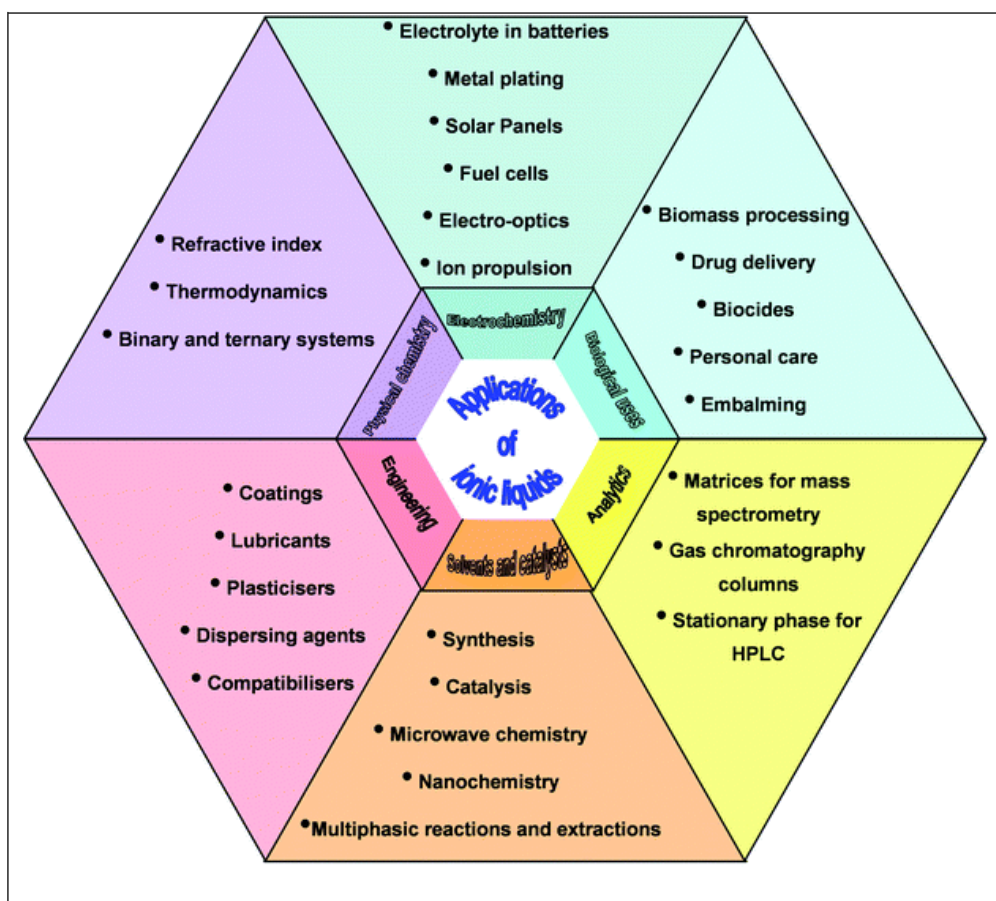 • Electrolyte in batteries
• Metal plating
• Solar Panels
• Fuel cells
• Electro-optics
• Ion propulsion
Electrochemistry
• Biomass processing
• Drug delivery
• Biocides
• Personal care
• Embalming
Biological uses
• Matrices for mass
spectrometry
• Gas chromatography
columns
• Stationary phase for
HPLC
Analytics
Solvents and catalysts
• Synthesis
• Catalysis
• Microwave chemistry
• Nanochemistry
• Multiphasic reactions and extractions
Engineering
• Coatings
• Lubricants
• Plasticisers
• Dispersing agents
• Compatibilisers
Physical chemistry
• Refractive index
• Thermodynamics
• Binary and ternary systems
Applications
of
ionic liquids